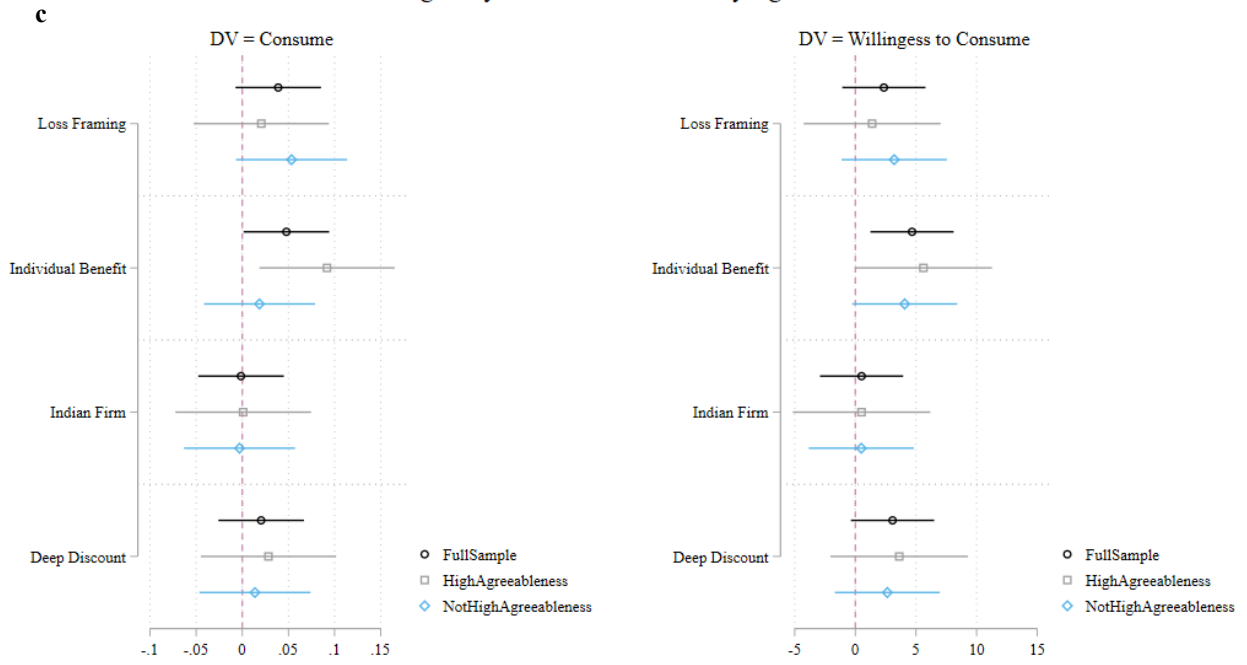 c
DV = Consume
Loss Framing
Individual Benefit
Indian Firm
Deep Discount
FullSample
HighAgreeableness
NotHighAgreeableness
-.1 -.05 0 .05 .1 .15
DV = Willingess to Consume
Loss Framing
Individual Benefit
Indian Firm
Deep Discount
FullSample
HighAgreeableness
NotHighAgreeableness
-5 0 5 10 15